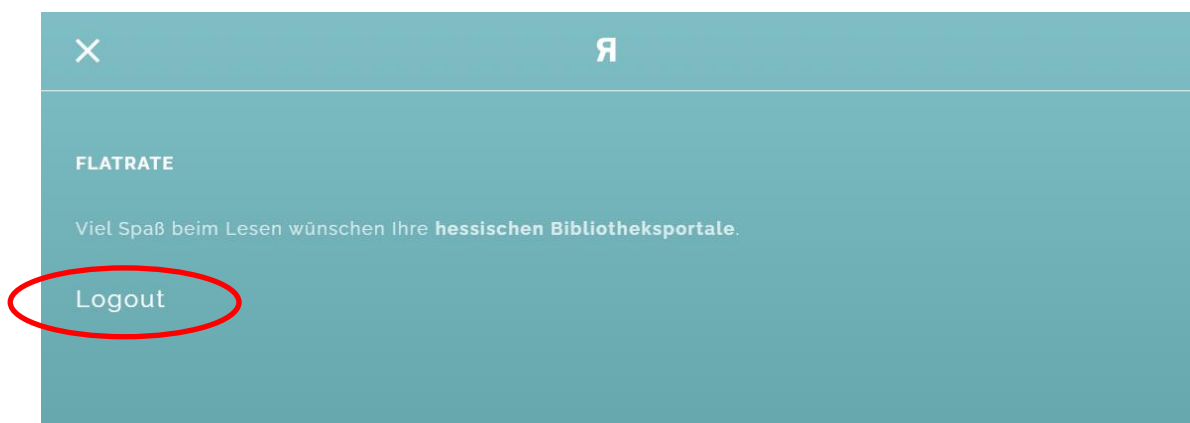 Я
FLATRATE
Viel Spaß beim Lesen wünschen Ihre hessischen Bibliotheksportale.
Logout